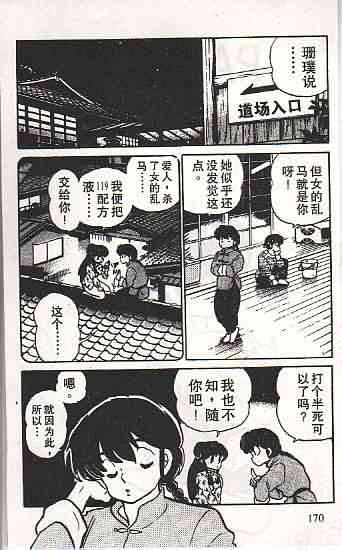 珊璞说
……
道场入口
但女的乱
马就是你
呀！
她似乎还
没发觉这
点。
爱人，杀
了女的乱
马……
我便把
119配方
液……
交给你！
这个……
打个半死可
以了吗？
我也不
知，随
你吧！
嗯。
就因为此，
所以……
170